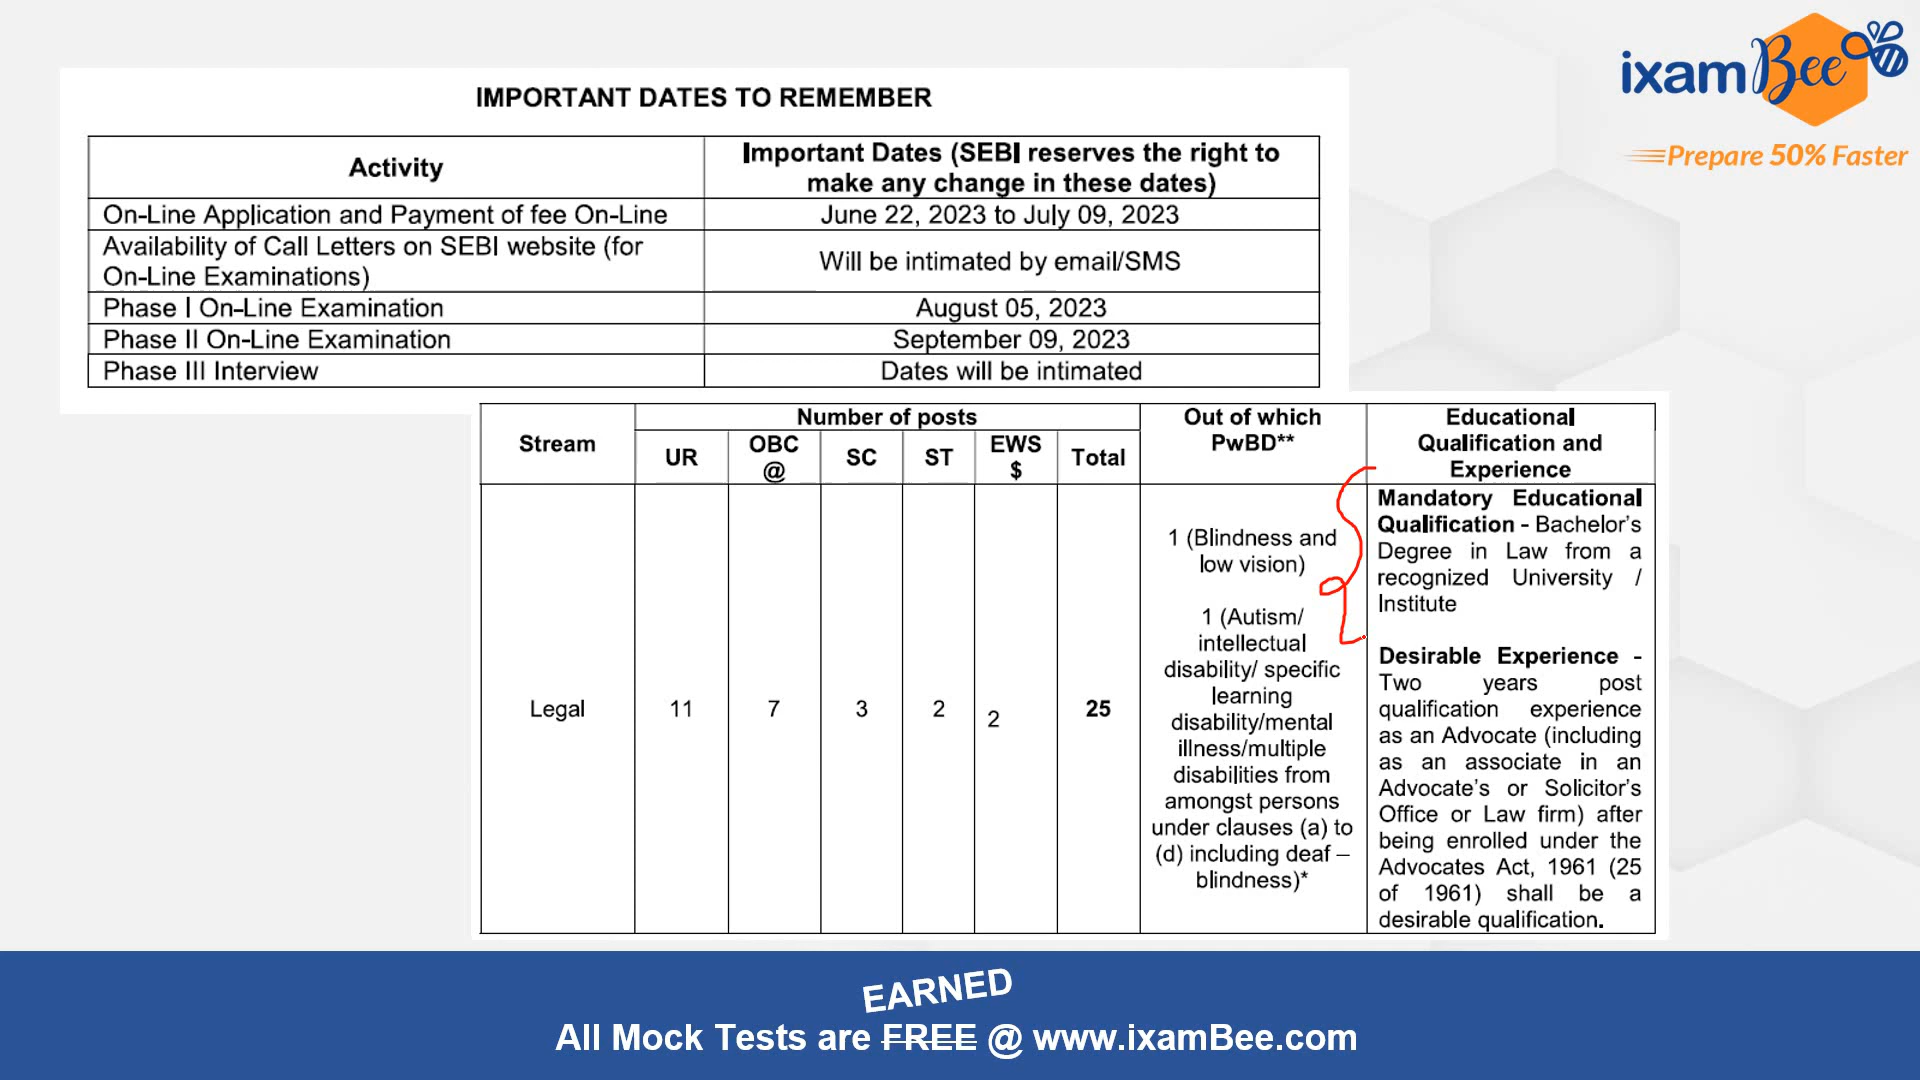 ixamBee
Prepare 50% Faster
IMPORTANT DATES TO REMEMBER
Activity
Important Dates (SEBI reserves the right to
make any change in these dates)
On-Line Application and Payment of fee On-Line
June 22, 2023 to July 09, 2023
Availability of Call Letters on SEBI website (for
On-Line Examinations)
Will be intimated by email/SMS
Phase I On-Line Examination
August 05, 2023
Phase II On-Line Examination
September 09, 2023
Phase III Interview
Dates will be intimated
Stream
Number of posts
UR
OBC
@
SC
ST
EWS
$
Total
Out of which
PwBD**
Educational
Qualification and
Experience
Legal
11
7
3
2
2
25
1 (Blindness and
low vision)
1 (Autism/
intellectual
disability/ specific
learning
disability/mental
illness/multiple
disabilities from
amongst persons
under clauses (a) to
(d) including deaf –
blindness)*
Mandatory Educational
Qualification - Bachelor's
Degree in Law from a
recognized University /
Institute
Desirable Experience -
Two years post
qualification experience
as an Advocate (including
as an associate in an
Advocate's or Solicitor's
Office or Law firm) after
being enrolled under the
Advocates Act, 1961 (25
of 1961) shall be a
desirable qualification.
EARNED
All Mock Tests are FREE @ www.ixamBee.com